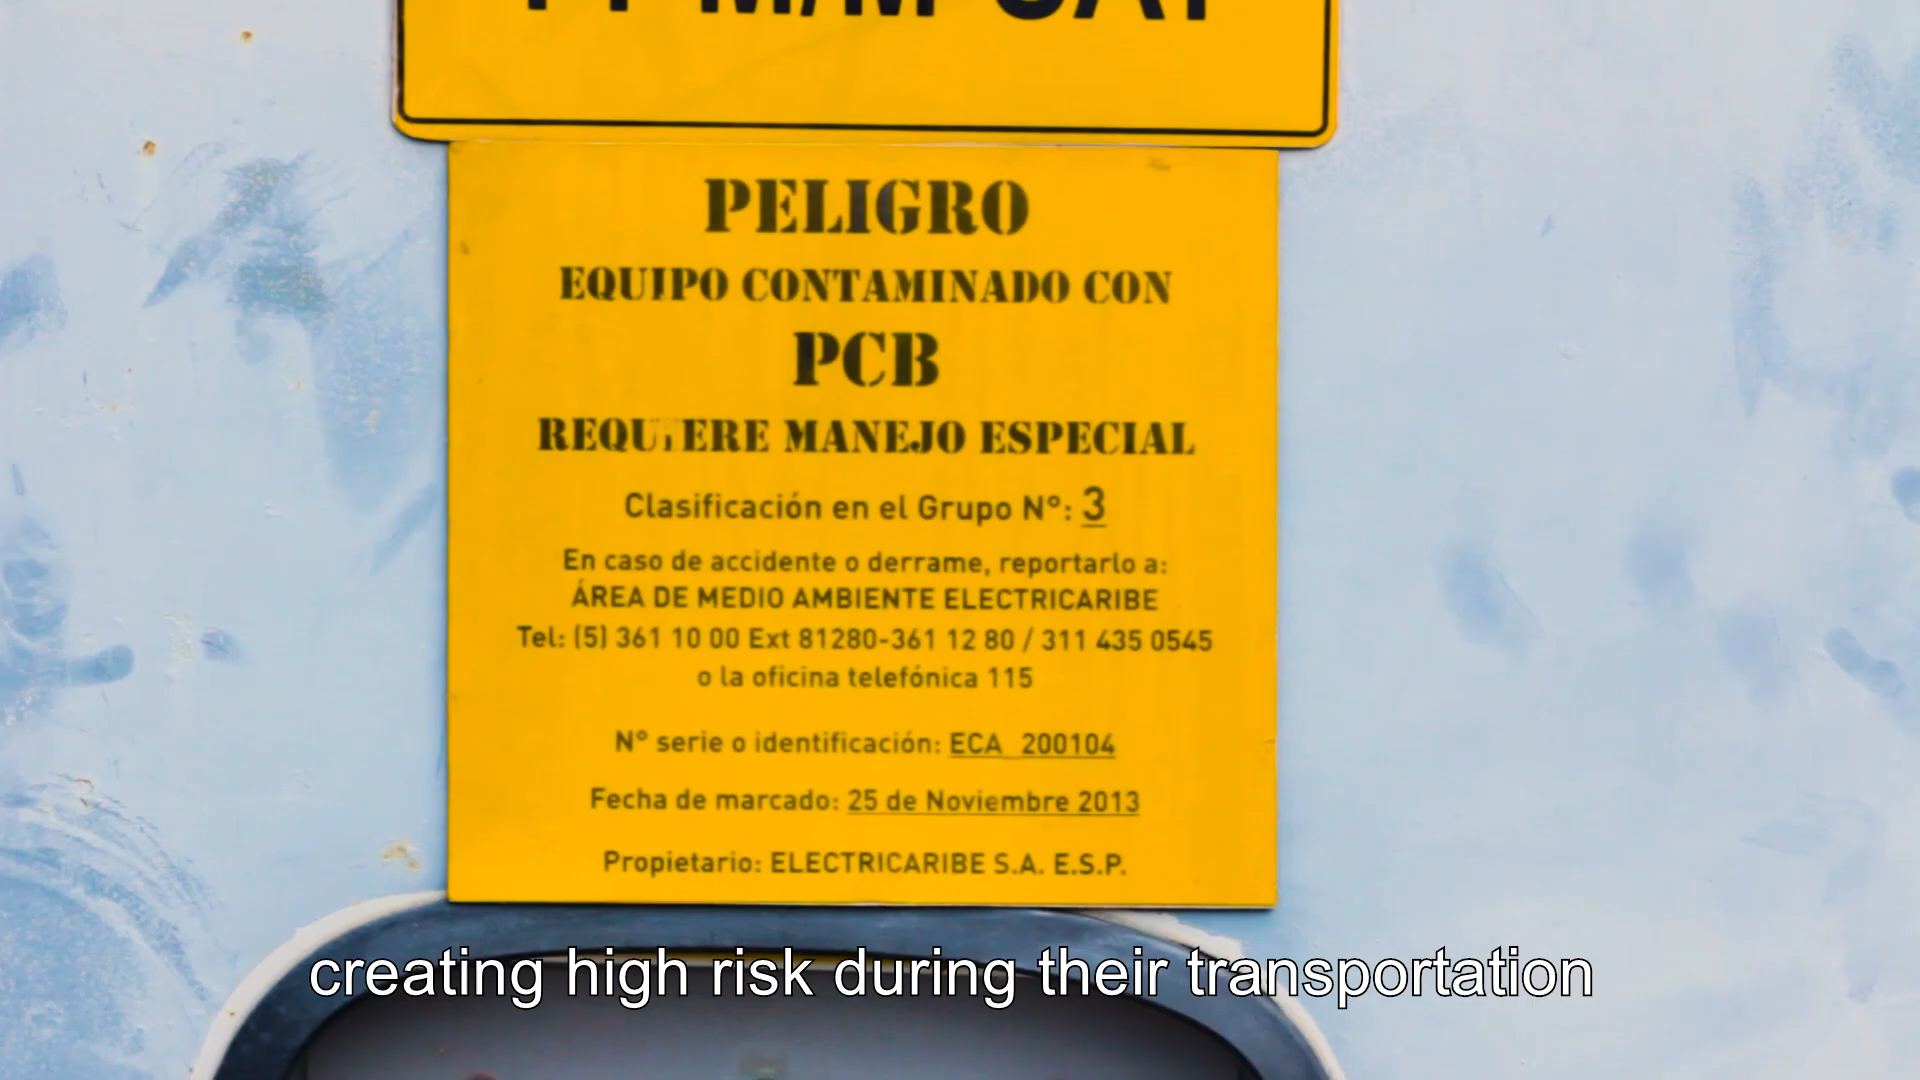 PELIGRO
EQUIPO CONTAMINADO CON
PCB
REQUIERE MANEJO ESPECIAL
Clasificación en el Grupo N°: 3
En caso de accidente o derrame, reportarlo a:
ÁREA DE MEDIO AMBIENTE ELECTRICARIBE
Tel: (5) 361 10 00 Ext 81280-361 12 80 / 311 435 0545
o la oficina telefónica 115
N° serie o identificación: ECA_200104
Fecha de marcado: 25 de Noviembre 2013
Propietario: ELECTRICARIBE S.A. E.S.P.
creating high risk during their transportation